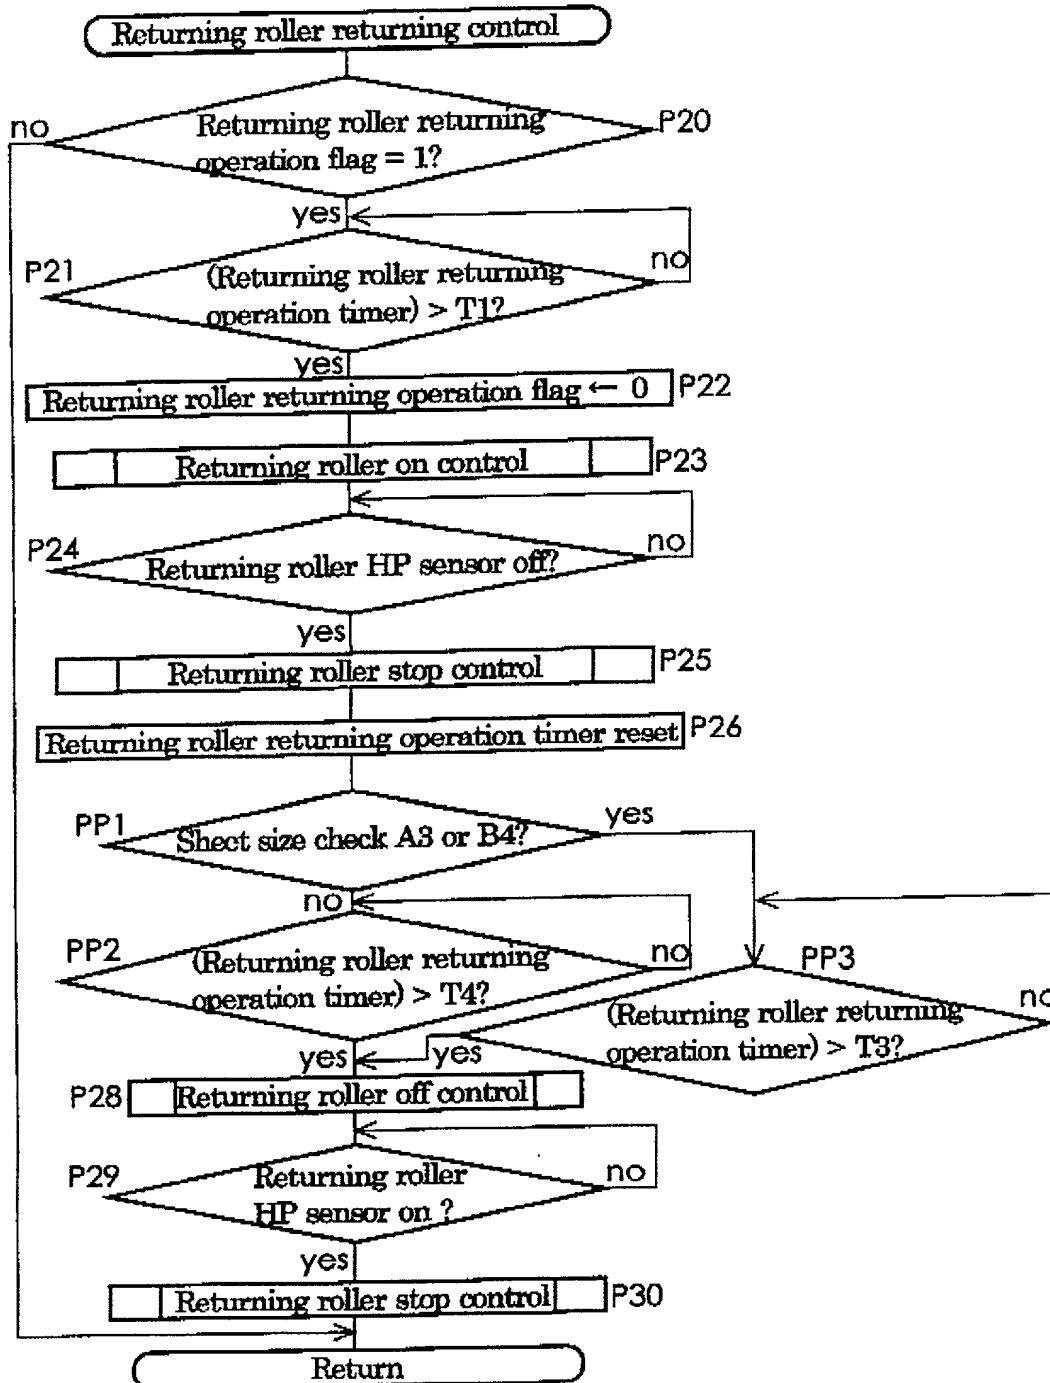 Returning roller returning control
no
Returning roller returning
operation flag = 1?
P20
yes
P21
(Returning roller returning
operation timer) > T1?
no
yes
Returning roller returning operation flag ← 0
P22
Returning roller on control
P23
P24
Returning roller HP sensor off?
no
yes
Returning roller stop control
P25
Returning roller returning operation timer reset
P26
PP1
Sheet size check A3 or B4?
yes
no
PP2
(Returning roller returning
operation timer) > T4?
no
PP3
(Returning roller returning
operation timer) > T3?
no
yes
yes
P28
Returning roller off control
P29
Returning roller
HP sensor on ?
no
yes
Returning roller stop control
P30
Return